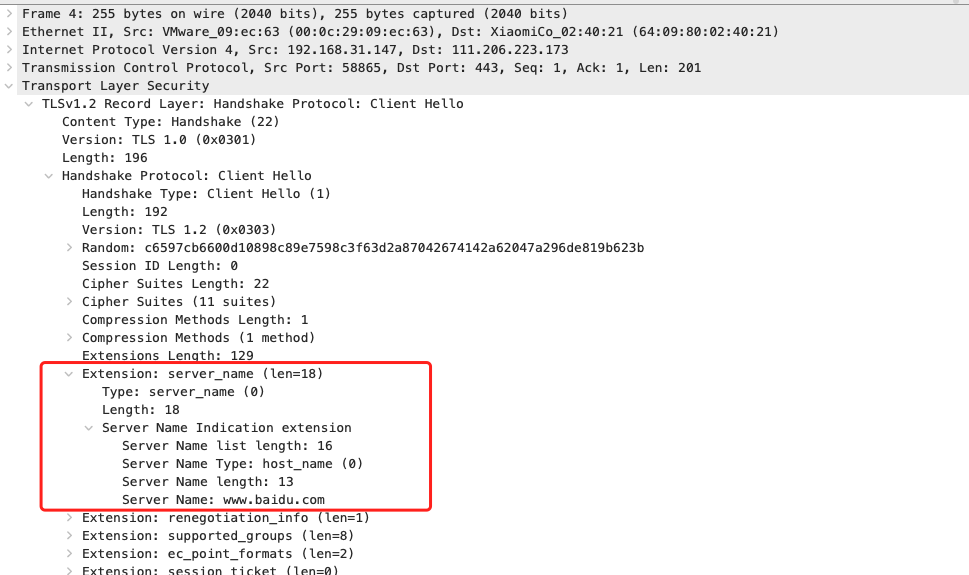 Frame 4: 255 bytes on wire (2040 bits), 255 bytes captured (2040 bits)
Ethernet II, Src: VMware_09:ec:63 (00:0c:29:09:ec:63), Dst: XiaomiCo_02:40:21 (64:09:80:02:40:21)
Internet Protocol Version 4, Src: 192.168.31.147, Dst: 111.206.223.173
Transmission Control Protocol, Src Port: 58865, Dst Port: 443, Seq: 1, Ack: 1, Len: 201
Transport Layer Security
TLSv1.2 Record Layer: Handshake Protocol: Client Hello
Content Type: Handshake (22)
Version: TLS 1.0 (0x0301)
Length: 196
Handshake Protocol: Client Hello
Handshake Type: Client Hello (1)
Length: 192
Version: TLS 1.2 (0x0303)
Random: c6597cb6600d10898c89e7598c3f63d2a87042674142a62047a296de819b623b
Session ID Length: 0
Cipher Suites Length: 22
Cipher Suites (11 suites)
Compression Methods Length: 1
Compression Methods (1 method)
Extensions Length: 129
Extension: server_name (len=18)
Type: server_name (0)
Length: 18
Server Name Indication extension
Server Name list length: 16
Server Name Type: host_name (0)
Server Name length: 13
Server Name: www.baidu.com
Extension: renegotiation_info (len=1)
Extension: supported_groups (len=8)
Extension: ec_point_formats (len=2)
Extension: session_ticket (len=0)